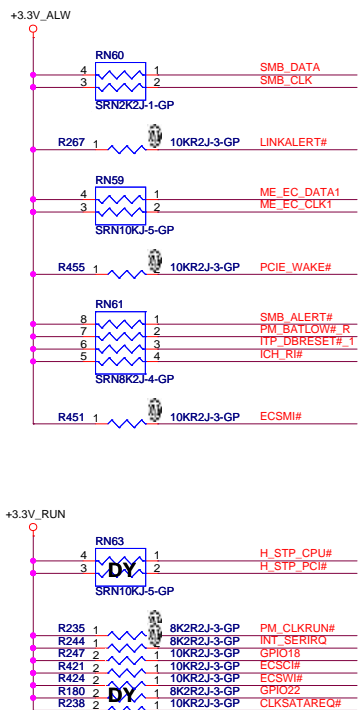 +3.3V_ALW
RN60
4 1 SMB_DATA
3 2 SMB_CLK
SRN2K2J-1-GP
R267 1 10KR2J-3-GP LINKALERT#
RN59
4 1 ME_EC_DATA1
3 2 ME_EC_CLK1
SRN10KJ-5-GP
R455 1 10KR2J-3-GP PCIE_WAKE#
RN61
8 1 SMB_ALERT#
7 2 PM_BATLOW#_R
6 3 ITP_DBRESET#_1
5 4 ICH_RI#
SRN8K2J-4-GP
R451 1 10KR2J-3-GP ECSMI#
+3.3V_RUN
RN63
4 1 H_STP_CPU#
3 DY 2 H_STP_PCI#
SRN10KJ-5-GP
R235 1 8K2R2J-3-GP PM_CLKRUN#
R244 1 8K2R2J-3-GP INT_SERIRQ
R247 2 10KR2J-3-GP GPIO18
R421 2 10KR2J-3-GP ECSCI#
R424 2 10KR2J-3-GP ECSWI#
R180 2 DY 1 8K2R2J-3-GP GPIO22
R238 2 1 10KR2J-3-GP CLKSATAREQ#